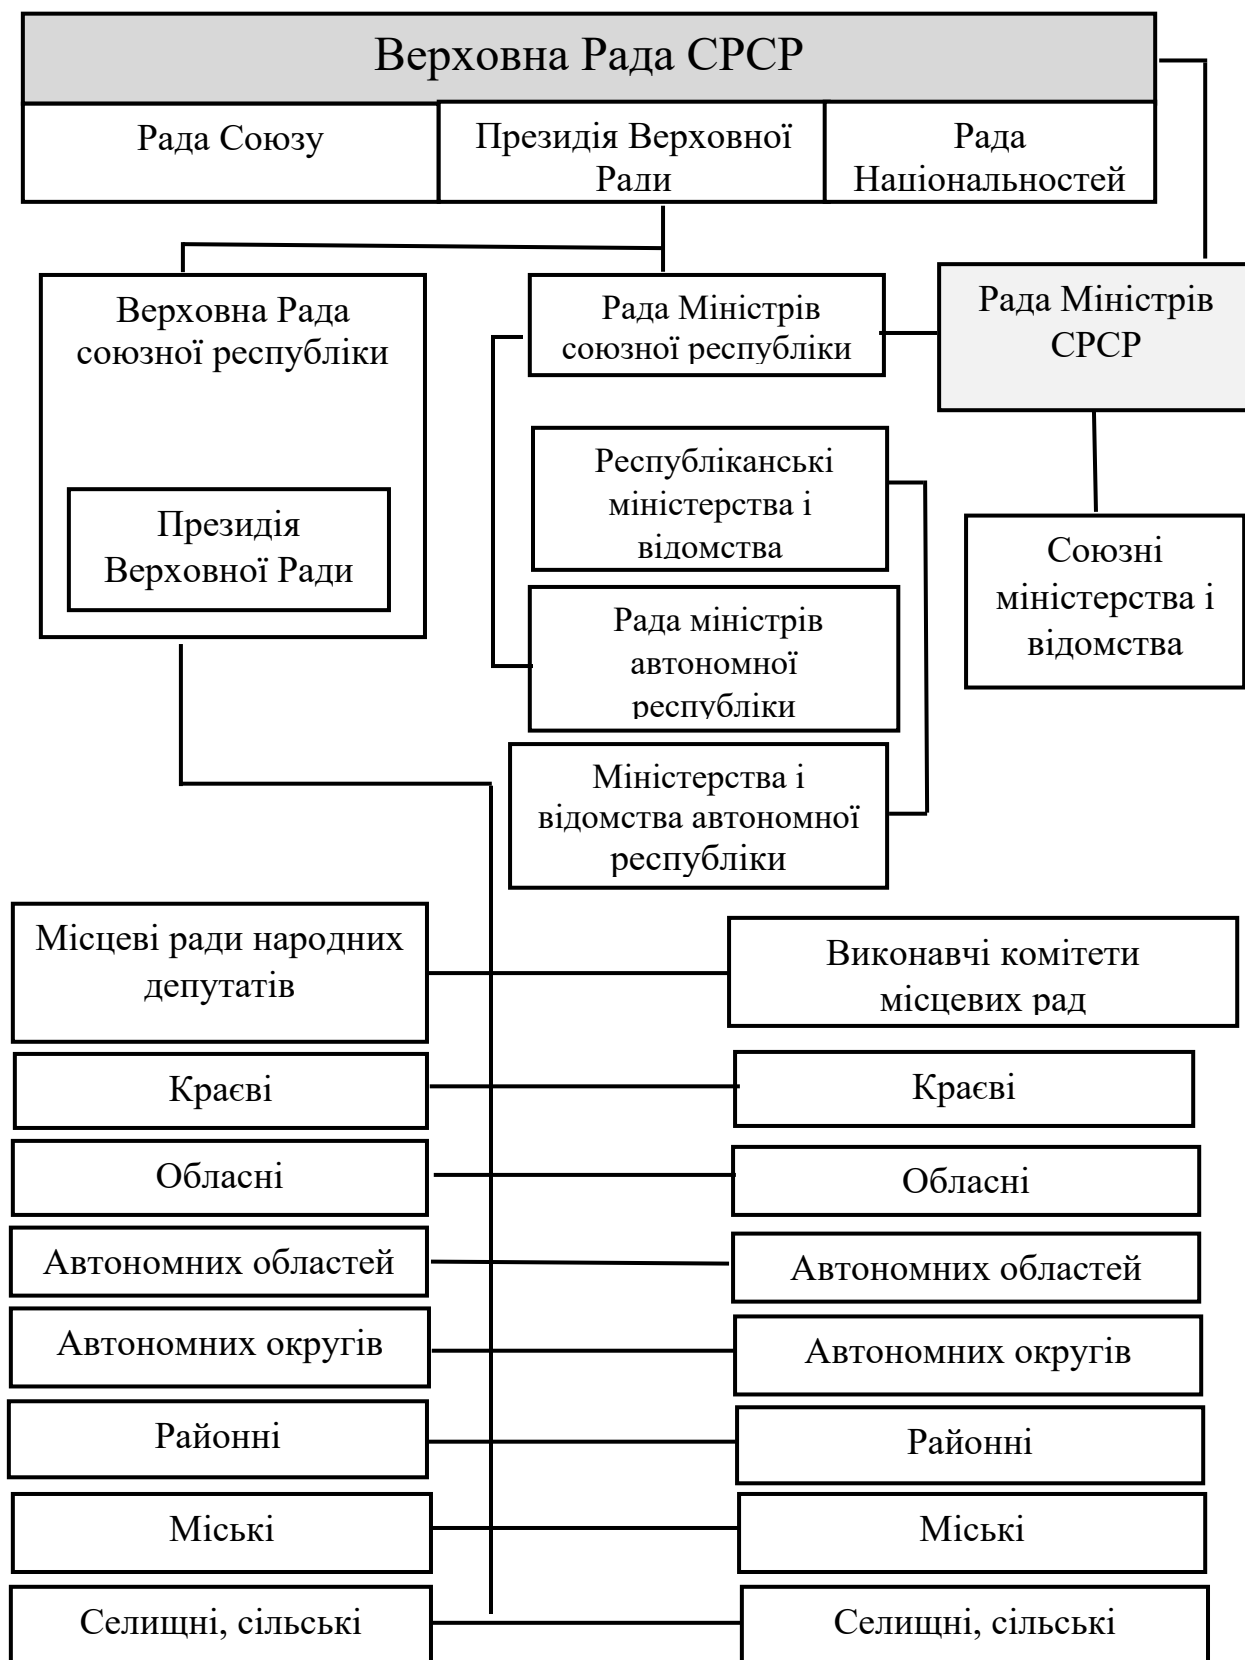 Верховна Рада СРСР
Рада Союзу
Президія Верховної
Ради
Рада
Національностей
Верховна Рада
союзної республіки
Президія
Верховної Ради
Рада Міністрів
союзної республіки
Рада Міністрів
СРСР
Республіканські
міністерства і
відомства
Союзні
міністерства і
відомства
Рада міністрів
автономної
республіки
Міністерства і
відомства автономної
республіки
Місцеві ради народних
депутатів
Виконавчі комітети
місцевих рад
Краєві
Краєві
Обласні
Обласні
Автономних областей
Автономних областей
Автономних округів
Автономних округів
Районні
Районні
Міські
Міські
Селищні, сільські
Селищні, сільські